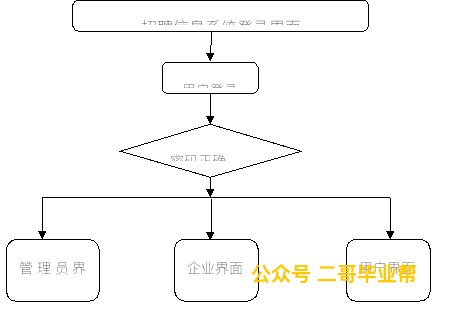 招聘信息系统登录界面
用户登录
密码正确
管 理 员 界
企业界面
用户界面
公众号 二哥毕业帮